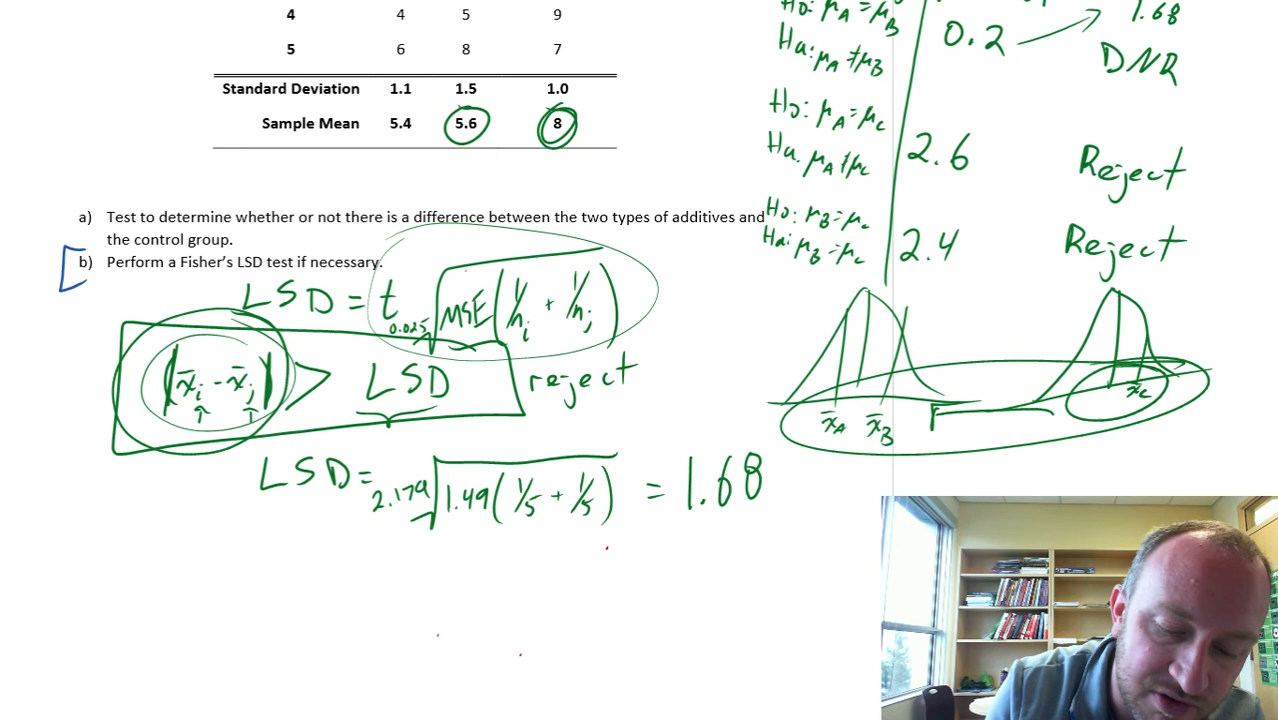 4 4 5 9
5 6 8 7
Standard Deviation 1.1 1.5 1.0
Sample Mean 5.4 5.6 8
a) Test to determine whether or not there is a difference between the two types of additives and
the control group.
b) Perform a Fisher's LSD test if necessary.
LSD = t 0.025 √MSE(1/ni + 1/nj)
|x̄i - x̄j| > LSD reject
LSD = 2.179 √1.49(1/5 + 1/5) = 1.68
Ho: μA = μB 0.2 1.68
Ha: μA ≠ μB DNR
Ho: μA = μC 2.6 Reject
Ha: μA ≠ μC
Ho: μB = μC 2.4 Reject
Ha: μB = μC
x̄A x̄B x̄C